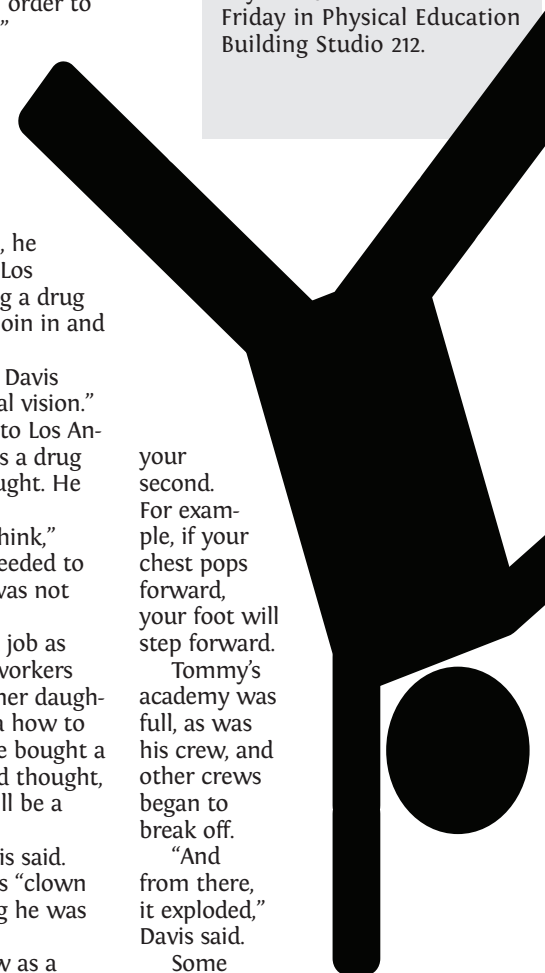 order to
”
, he
Los
g a drug
oin in and
Davis
al vision.”
to Los An-
s a drug
ught. He
hink,”
eeded to
was not
job as
workers
her daugh-
a how to
e bought a
d thought,
ll be a
is said.
s “clown
g he was
w as a
your
second.
For exam-
ple, if your
chest pops
forward,
your foot will
step forward.
Tommy’s
academy was
full, as was
his crew, and
other crews
began to
break off.
“And
from there,
it exploded,”
Davis said.
Some
Friday in Physical Education
Building Studio 212.